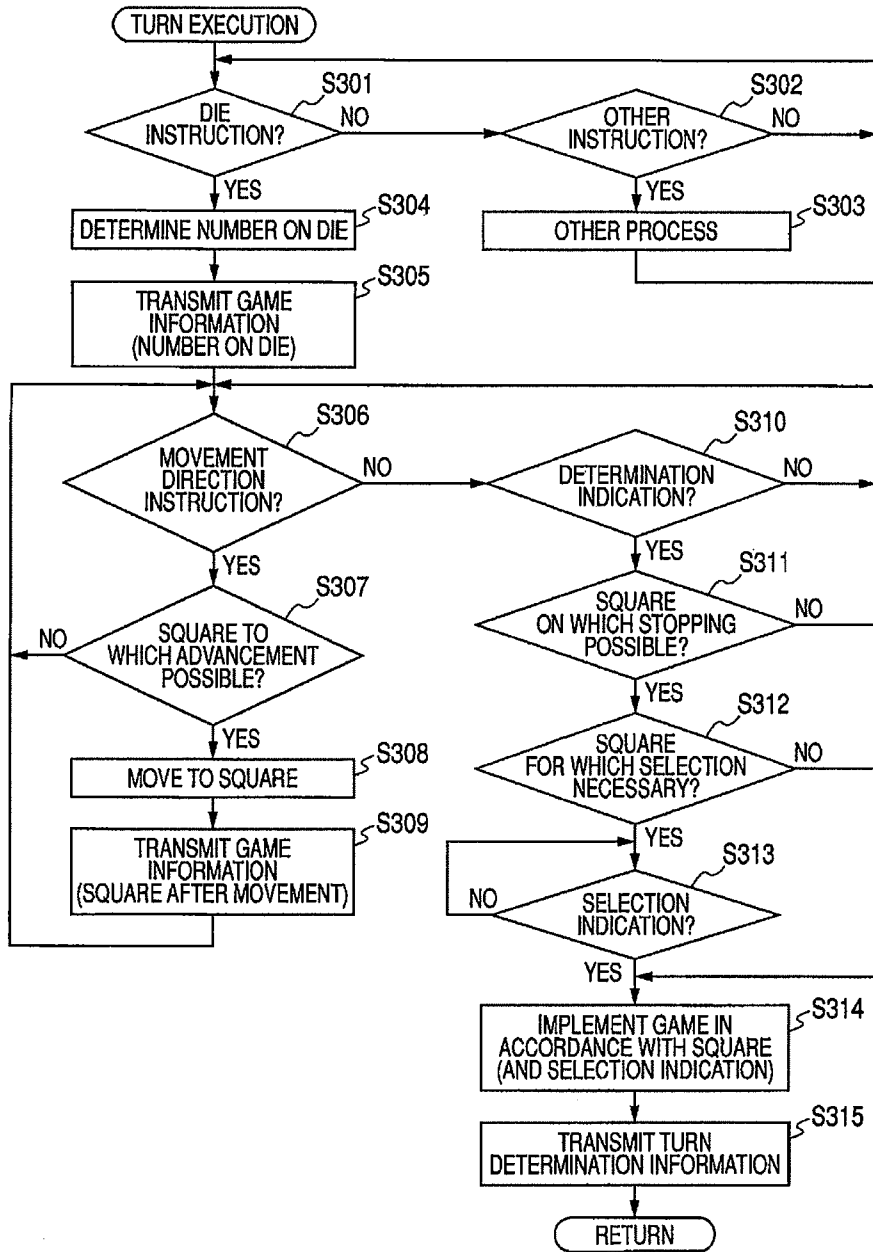 TURN EXECUTION
S301
DIE
INSTRUCTION?
NO
YES
S302
OTHER
INSTRUCTION?
NO
YES
S304
DETERMINE NUMBER ON DIE
S303
OTHER PROCESS
S305
TRANSMIT GAME
INFORMATION
(NUMBER ON DIE)
S306
MOVEMENT
DIRECTION
INSTRUCTION?
NO
YES
S310
DETERMINATION
INDICATION?
NO
YES
S307
SQUARE TO
WHICH ADVANCEMENT
POSSIBLE?
NO
YES
S311
SQUARE
ON WHICH STOPPING
POSSIBLE?
NO
YES
S308
MOVE TO SQUARE
S312
SQUARE
FOR WHICH SELECTION
NECESSARY?
NO
YES
S309
TRANSMIT GAME
INFORMATION
(SQUARE AFTER MOVEMENT)
S313
SELECTION
INDICATION?
NO
YES
S314
IMPLEMENT GAME IN
ACCORDANCE WITH SQUARE
(AND SELECTION INDICATION)
S315
TRANSMIT TURN
DETERMINATION INFORMATION
RETURN